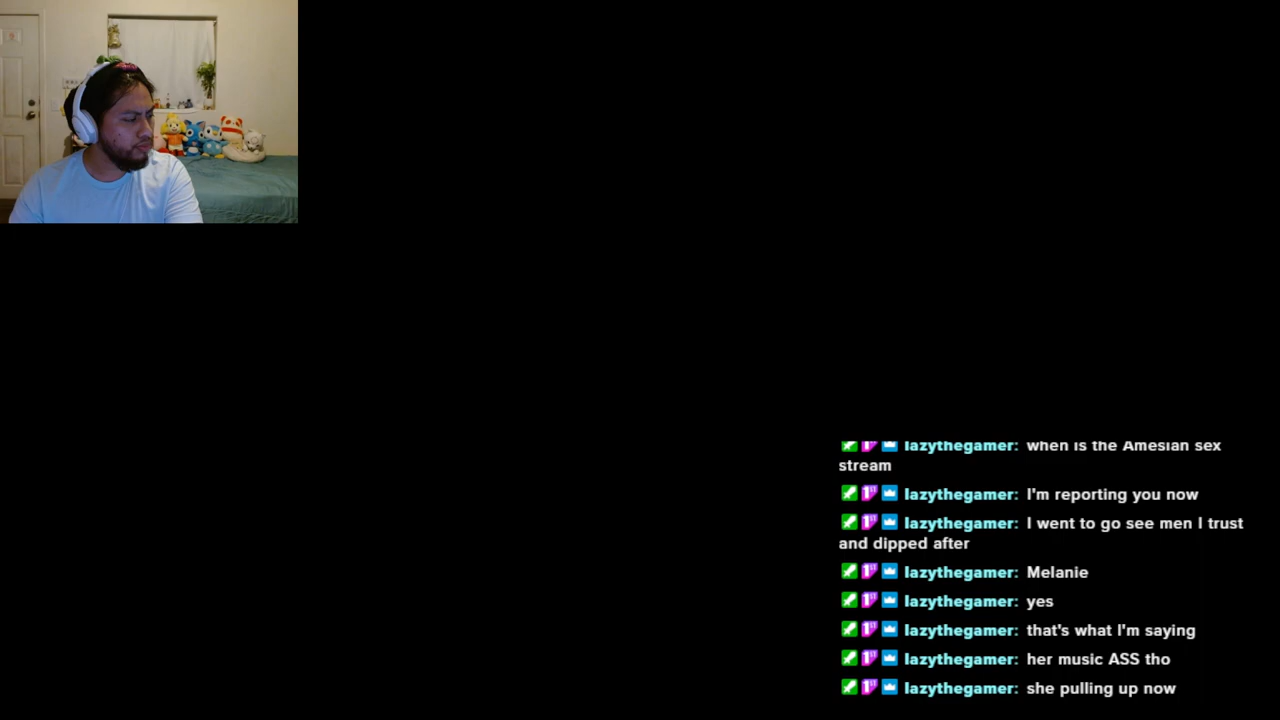 lazythegamer: when is the Amesian sex
stream
lazythegamer: I'm reporting you now
lazythegamer: I went to go see men I trust
and dipped after
lazythegamer: Melanie
lazythegamer: yes
lazythegamer: that's what I'm saying
lazythegamer: her music ASS tho
lazythegamer: she pulling up now